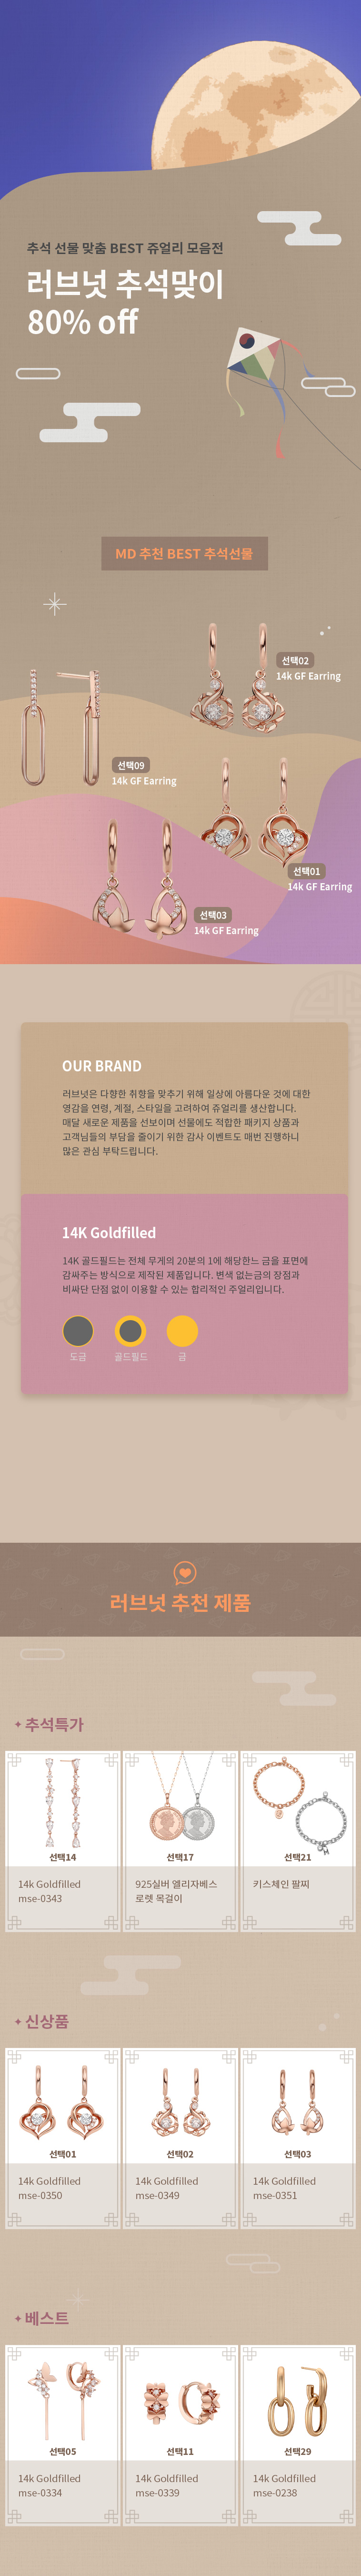 추석 선물 맞춤 BEST 쥬얼리 모음전
러브넛 추석맞이
80% off
MD 추천 BEST 추석선물
선택02
14k GF Earring
선택09
14k GF Earring
선택01
14k GF Earring
선택03
14k GF Earring
OUR BRAND
러브넛은 다향한 취향을 맞추기 위해 일상에 아름다운 것에 대한
영감을 연령, 계절, 스타일을 고려하여 쥬얼리를 생산합니다.
매달 새로운 제품을 선보이며 선물에도 적합한 패키지 상품과
고객님들의 부담을 줄이기 위한 감사 이벤트도 매번 진행하니
많은 관심 부탁드립니다.
14K Goldfilled
14K 골드필드는 전체 무게의 20분의 1에 해당한느 금을 표면에
감싸주는 방식으로 제작된 제품입니다. 변색 없는금의 장점과
비싸단 단점 없이 이용할 수 있는 합리적인 주얼리입니다.
도금 골드필드 금
러브넛 추천 제품
추석특가
선택14 선택17 선택21
14k Goldfilled 925실버 엘리자베스 키스체인 팔찌
mse-0343 로렛 목걸이
신상품
선택01 선택02 선택03
14k Goldfilled 14k Goldfilled 14k Goldfilled
mse-0350 mse-0349 mse-0351
베스트
선택05 선택11 선택29
14k Goldfilled 14k Goldfilled 14k Goldfilled
mse-0334 mse-0339 mse-0238